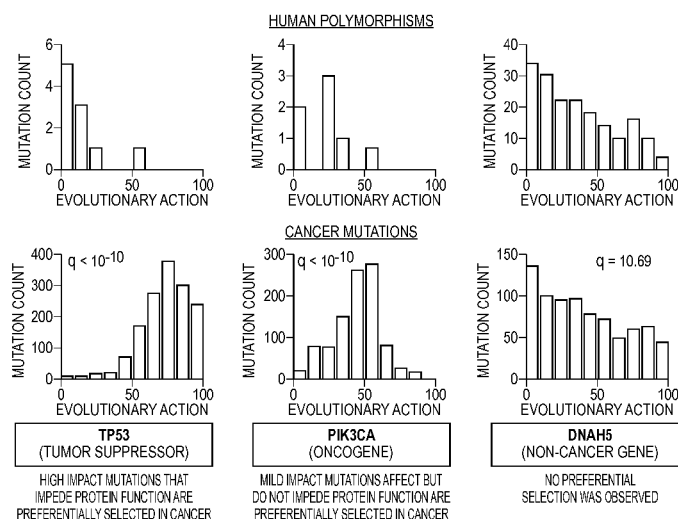 HUMAN POLYMORPHISMS
MUTATION COUNT
6
4
2
0
0
50
100
EVOLUTIONARY ACTION
MUTATION COUNT
4
3
2
1
0
0
50
100
EVOLUTIONARY ACTION
MUTATION COUNT
40
30
20
10
0
0
50
100
EVOLUTIONARY ACTION
CANCER MUTATIONS
MUTATION COUNT
400
300
200
100
0
q < 10-10
0
50
100
EVOLUTIONARY ACTION
MUTATION COUNT
300
200
100
0
q < 10-10
0
50
100
EVOLUTIONARY ACTION
MUTATION COUNT
150
100
50
0
q = 10.69
0
50
100
EVOLUTIONARY ACTION
TP53
(TUMOR SUPPRESSOR)
HIGH IMPACT MUTATIONS THAT
IMPEDE PROTEIN FUNCTION ARE
PREFERENTIALLY SELECTED IN CANCER
PIK3CA
(ONCOGENE)
MILD IMPACT MUTATIONS AFFECT BUT
DO NOT IMPEDE PROTEIN FUNCTION ARE
PREFERENTIALLY SELECTED IN CANCER
DNAH5
(NON-CANCER GENE)
NO PREFERENTIAL
SELECTION WAS OBSERVED